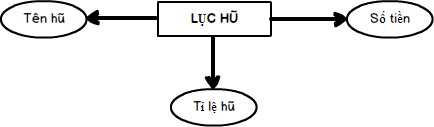 Tên hũ
LỤC HŨ
Số tiền
Tỉ lệ hũ